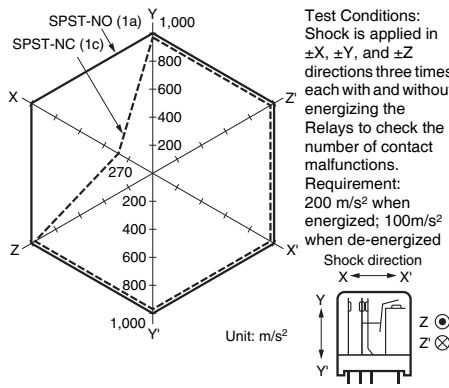 SPST-NO (1a)
SPST-NC (1c)
Y
1,000
800
600
400
200
X
Z'
270
200
400
600
800
1,000
Z
X'
Y'
Unit: m/s²
Test Conditions:
Shock is applied in
±X, ±Y, and ±Z
directions three times
each with and without
energizing the
Relays to check the
number of contact
malfunctions.
Requirement:
200 m/s² when
energized; 100m/s²
when de-energized
Shock direction
X X'
Y
Y'
Z
Z'